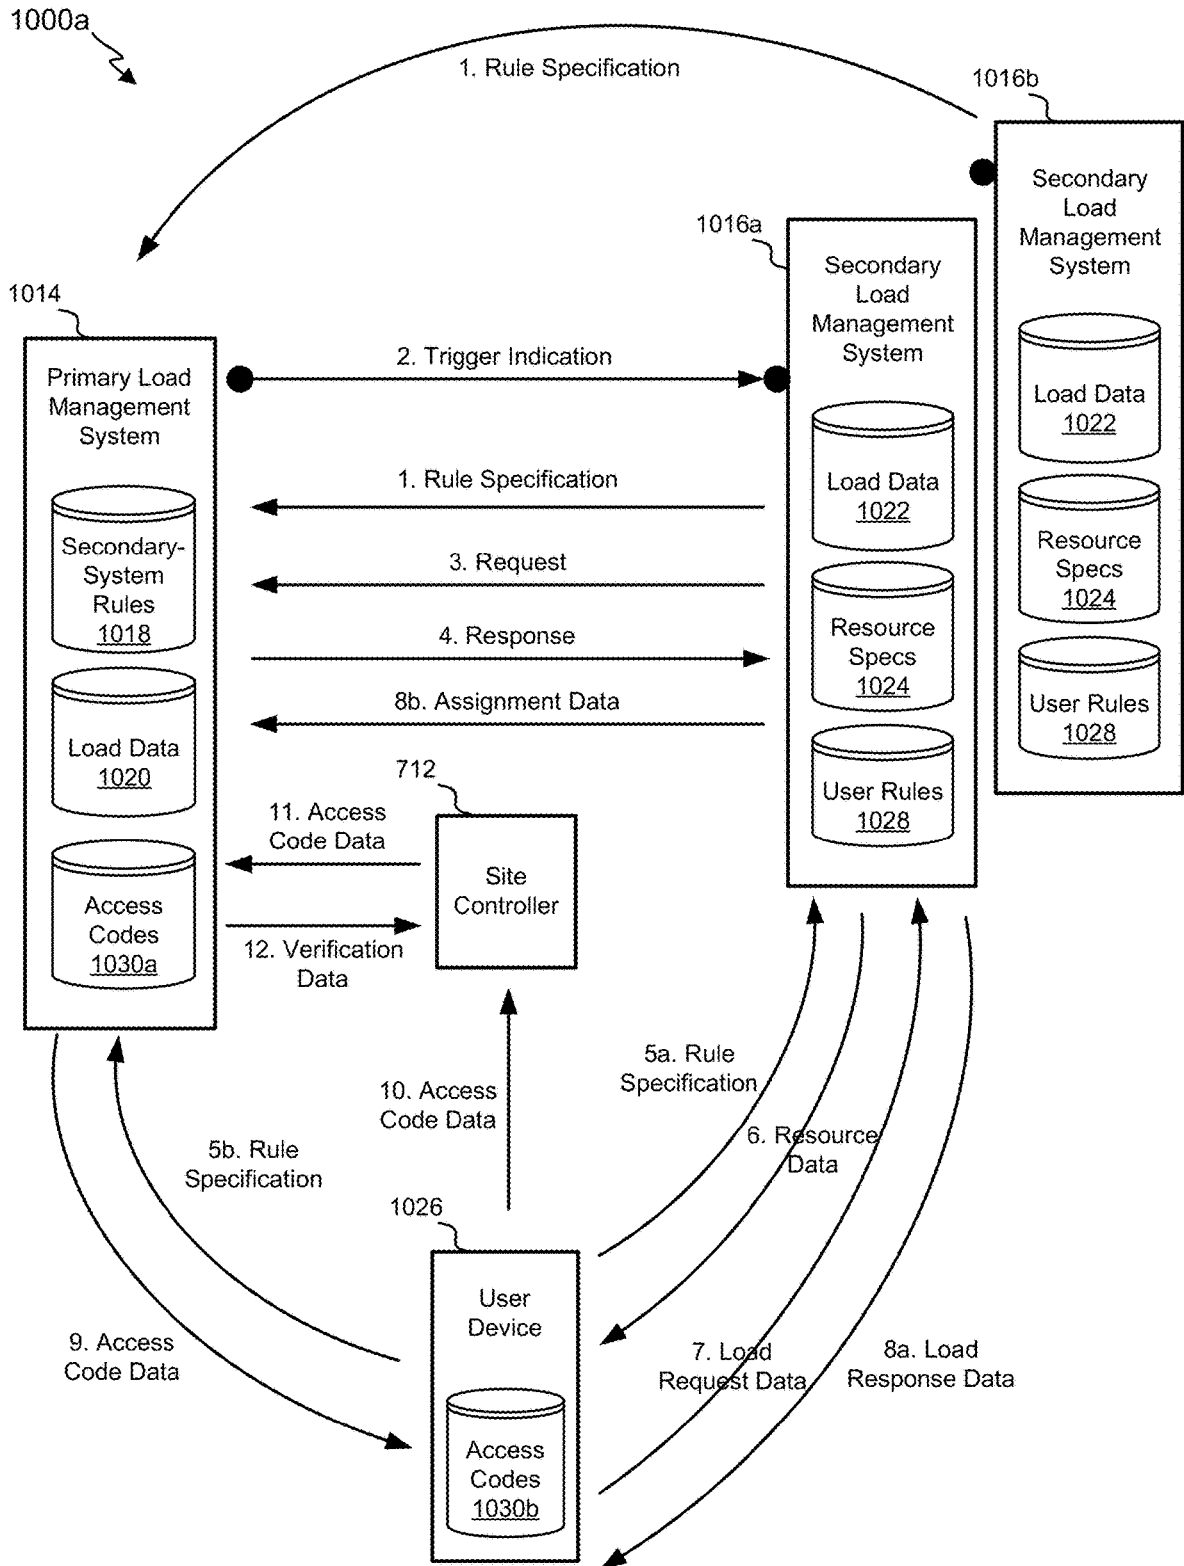 1000a
1. Rule Specification
1016b
Secondary
Load
Management
System
Load Data
1022
Resource
Specs
1024
User Rules
1028
1016a
Secondary
Load
Management
System
Load Data
1022
Resource
Specs
1024
User Rules
1028
1014
Primary Load
Management
System
Secondary-
System
Rules
1018
Load Data
1020
Access
Codes
1030a
2. Trigger Indication
1. Rule Specification
3. Request
4. Response
8b. Assignment Data
712
Site
Controller
11. Access
Code Data
12. Verification
Data
10. Access
Code Data
5a. Rule
Specification
6. Resource
Data
5b. Rule
Specification
9. Access
Code Data
7. Load
Request Data
8a. Load
Response Data
1026
User
Device
Access
Codes
1030b